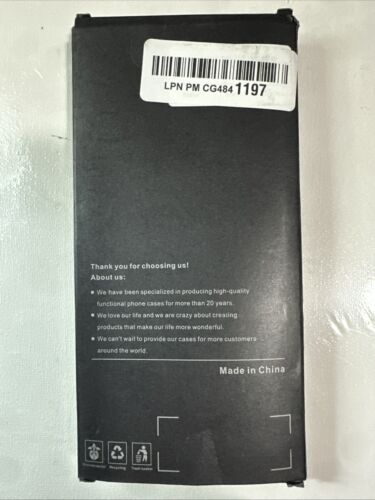 LPN PM CG484 1197
Thank you for choosing us!
About us:
● We have been specialized in producing high-quality
functional phone cases for more than 20 years.
● We love our life and we are crazy about creaing
products that make our life more wonderful.
● We can't wait to provide our cases for more customers
around the world.
Made in China
Recycling